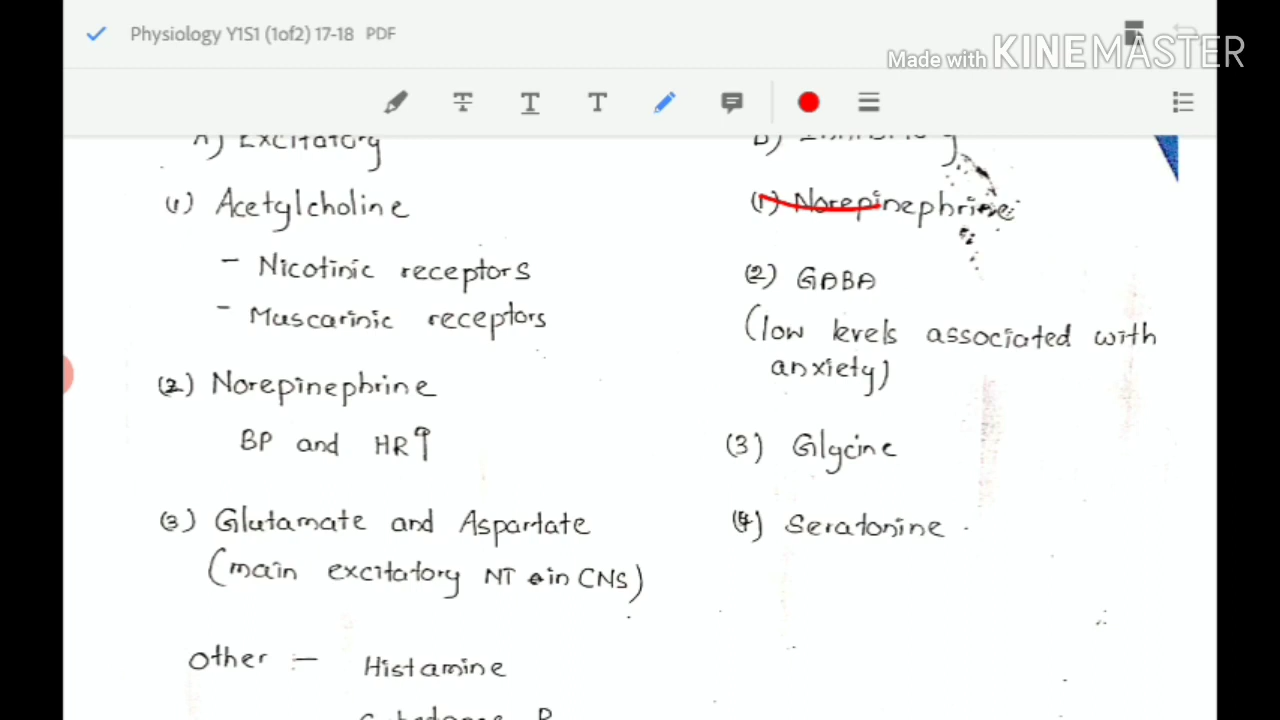 Physiology Y1S1 (1of2) 17-18 PDF
Made with KINEMASTER
A) Excitatory
(1) Acetylcholine
- Nicotinic receptors
- Muscarinic receptors
(2) Norepinephrine
BP and HR↑
(3) Glutamate and Aspartate
(main excitatory NT in CNS)
Other :- Histamine
Substance P
B) Inhibitory
(1) Norepinephrine
(2) GABA
(low levels associated with
anxiety)
(3) Glycine
(4) Seratonine